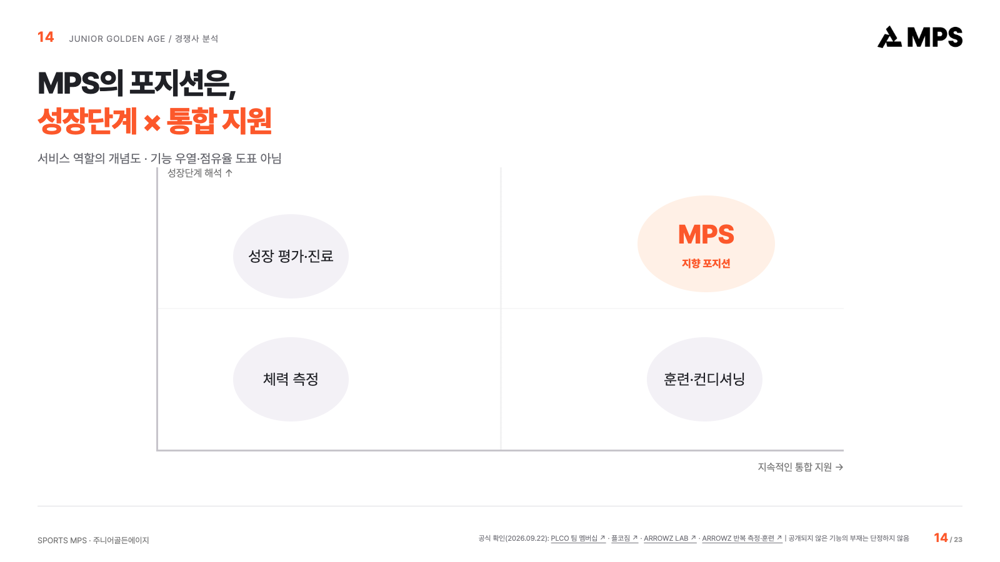 14 JUNIOR GOLDEN AGE / 경쟁사 분석
MPS
MPS의 포지션은,
성장단계 × 통합 지원
서비스 역할의 개념도 · 기능 우열·점유율 도표 아님
성장단계 해석 ↑
성장 평가·진료
MPS
지향 포지션
체력 측정
훈련·컨디셔닝
지속적인 통합 지원 →
SPORTS MPS · 주니어골든에이지
공식 확인(2026.09.22): PLCO 팀 멤버십 ↗ · 플코짐 ↗ · ARROWZ LAB ↗ · ARROWZ 반복 측정·훈련 ↗ | 공개되지 않은 기능의 부재는 단정하지 않음
14 / 23